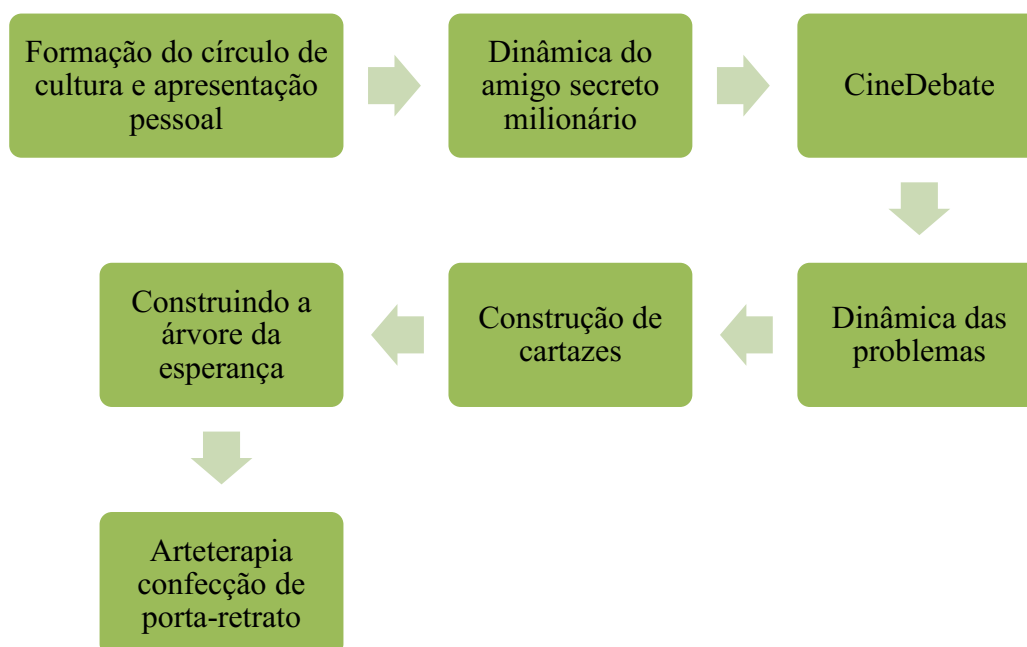 Formação do círculo de
cultura e apresentação
pessoal
Dinâmica do
amigo secreto
milionário
CineDebate
Dinâmica das
problemas
Construção de
cartazes
Construindo a
árvore da
esperança
Arteterapia
confecção de
porta-retrato